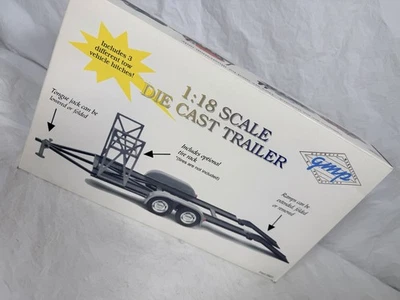 Includes 3
different tow
vehicle hitches!
1:18 SCALE
DIE CAST TRAILER
Tongue jack can be
lowered or folded
Includes optional
tire rack
(tires are not included)
gmp
Ramps can be
extended, folded
or removed